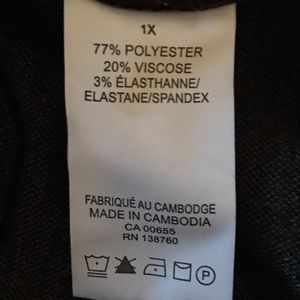 1X
77% POLYESTER
20% VISCOSE
3% ÉLASTHANNE/
ELASTANE/SPANDEX
FABRIQUÉ AU CAMBODGE
MADE IN CAMBODIA
CA 00655
RN 138760
P